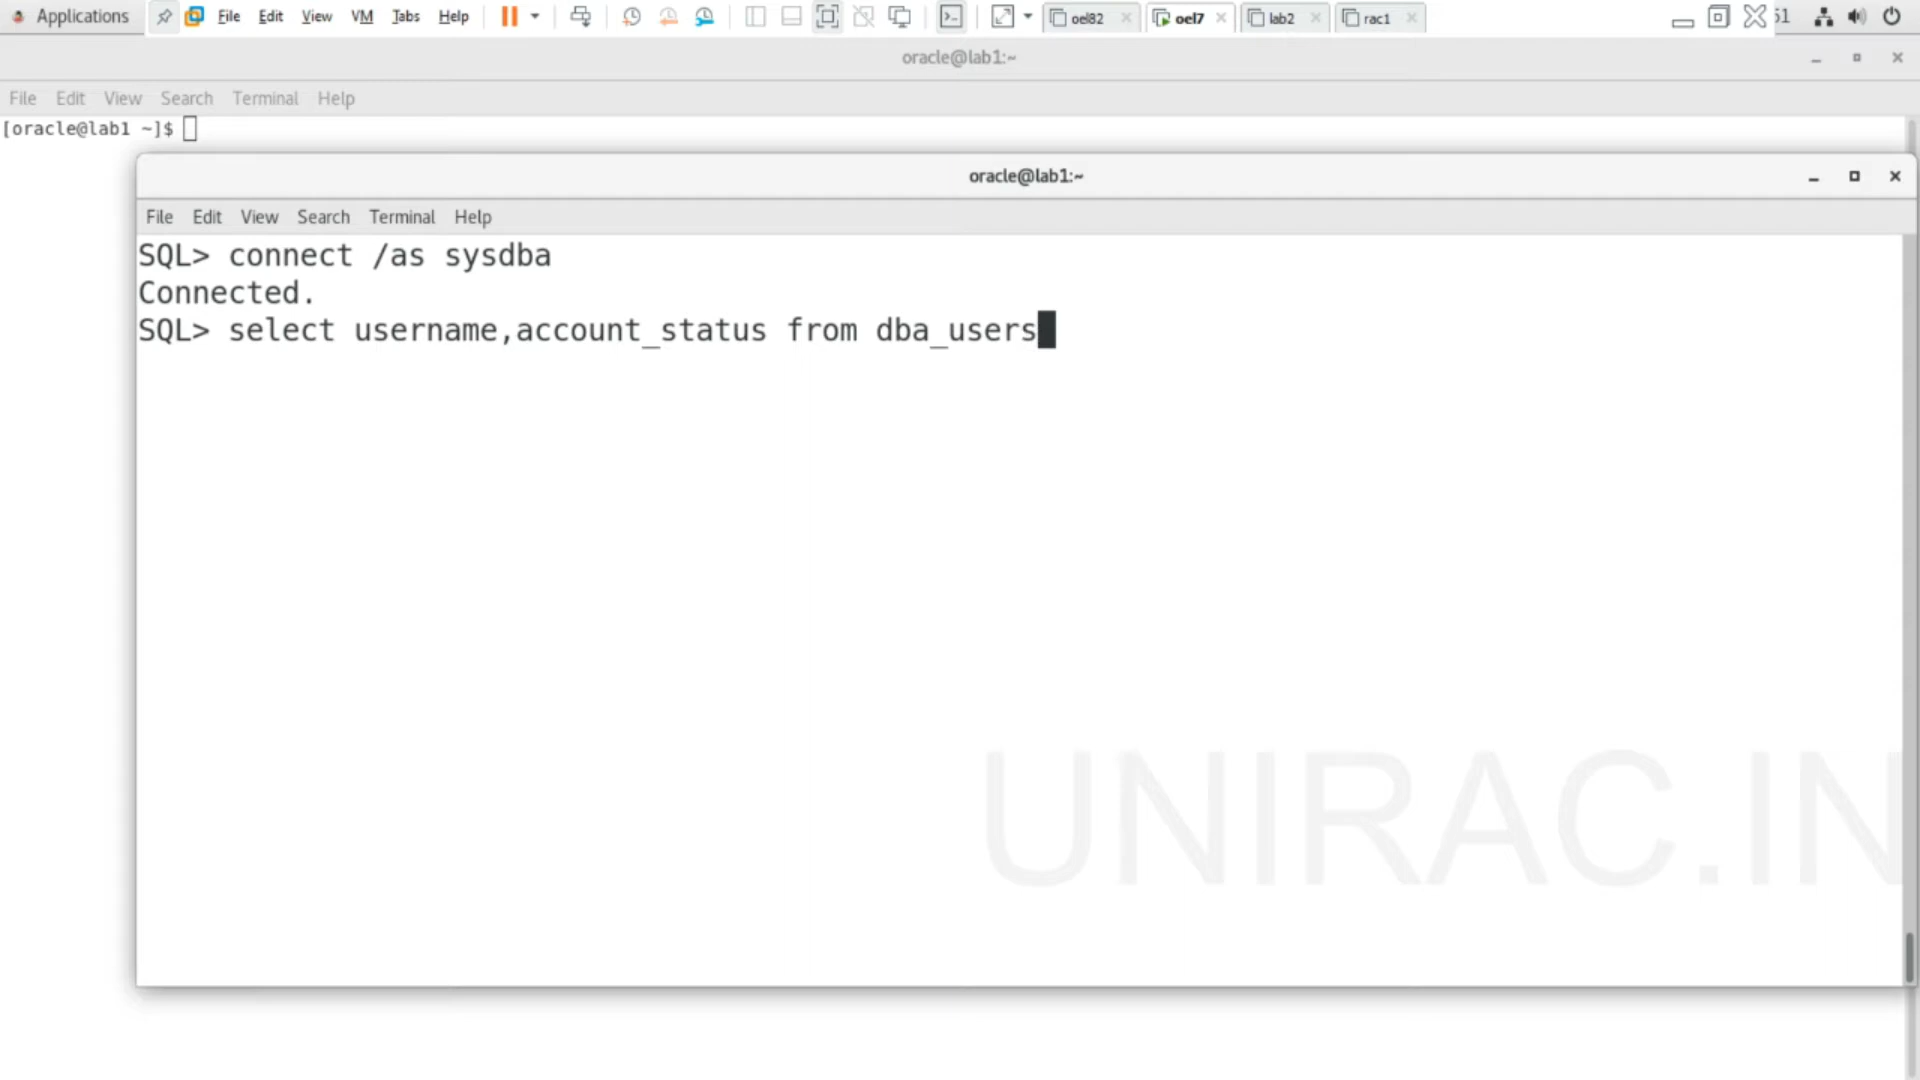 Applications File Edit View VM Tabs Help oel82 oel7 lab2 rac1 51
oracle@lab1:~
File Edit View Search Terminal Help
[oracle@lab1 ~]$
oracle@lab1:~
File Edit View Search Terminal Help
SQL> connect /as sysdba
Connected.
SQL> select username,account_status from dba_users
UNIRAC.IN